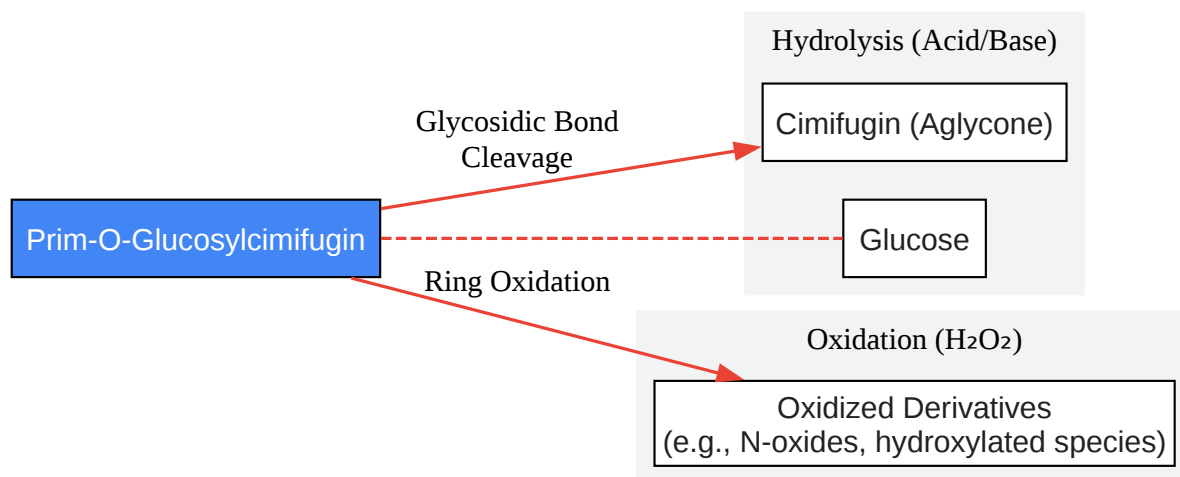 Hydrolysis (Acid/Base)
Cimifugin (Aglycone)
Glycosidic Bond
Cleavage
Prim-O-Glucosylcimifugin
Glucose
Ring Oxidation
Oxidation (H₂O₂)
Oxidized Derivatives
(e.g., N-oxides, hydroxylated species)